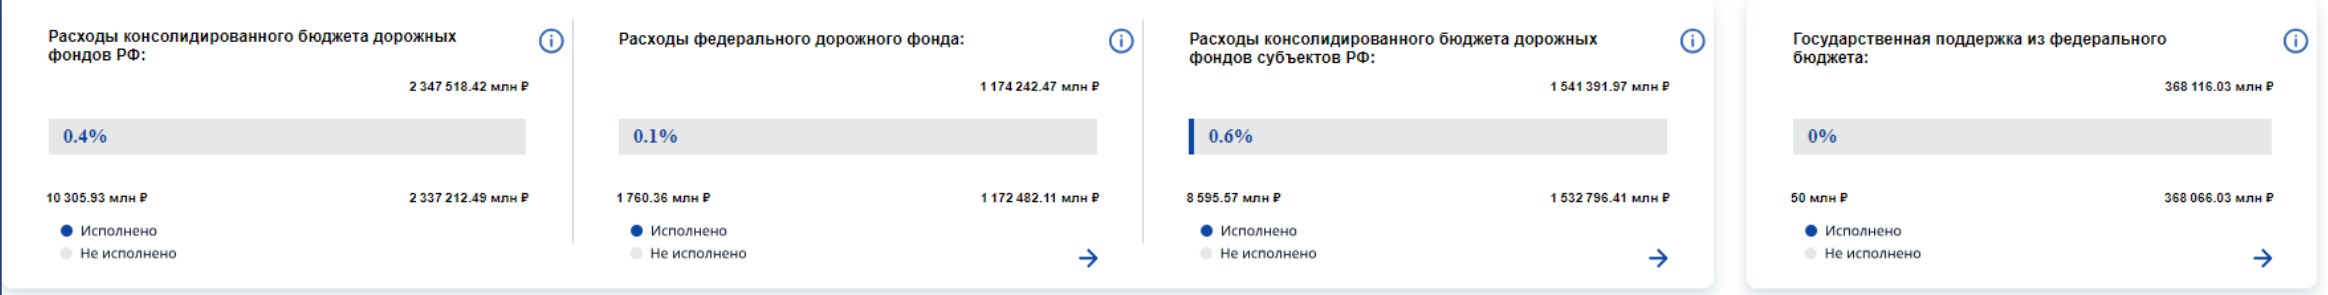 Расходы консолидированного бюджета дорожных
фондов РФ:
2 347 518.42 млн ₽
0.4%
10 305.93 млн ₽
2 337 212.49 млн ₽
Исполнено
Не исполнено
Расходы федерального дорожного фонда:
1 174 242.47 млн ₽
0.1%
1 760.36 млн ₽
1 172 482.11 млн ₽
Исполнено
Не исполнено
Расходы консолидированного бюджета дорожных
фондов субъектов РФ:
1 541 391.97 млн ₽
0.6%
8 595.57 млн ₽
1 532 796.41 млн ₽
Исполнено
Не исполнено
Государственная поддержка из федерального
бюджета:
368 116.03 млн ₽
0%
50 млн ₽
368 066.03 млн ₽
Исполнено
Не исполнено